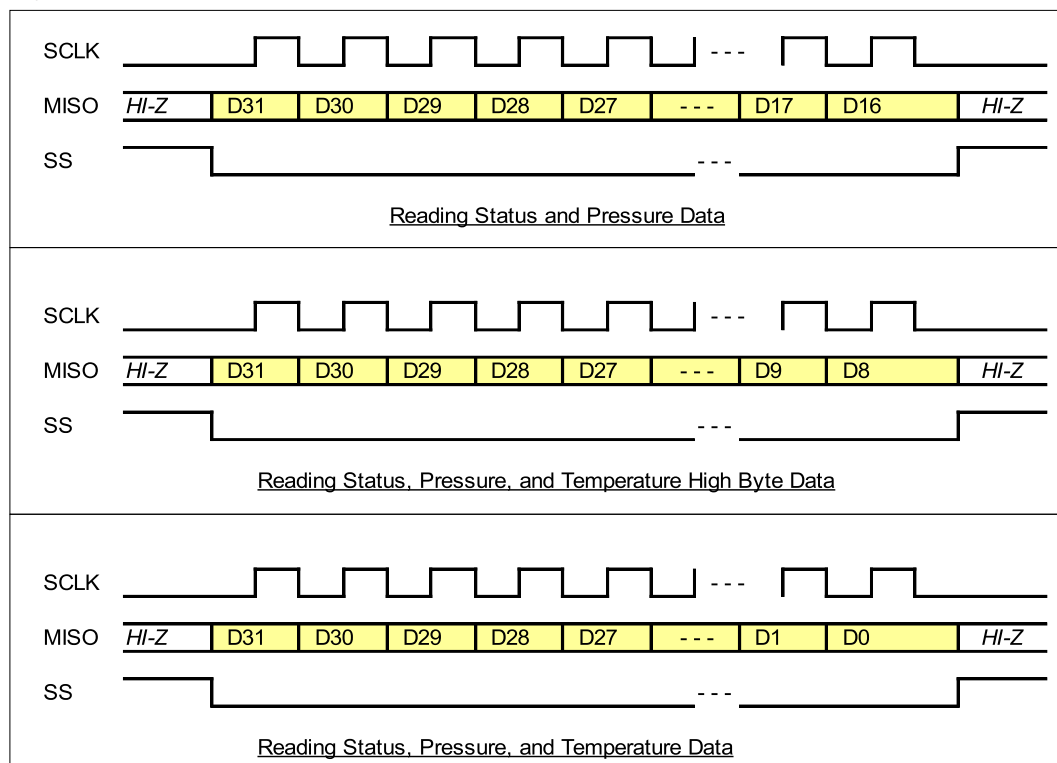 SCLK - - -
MISO HI-Z D31 D30 D29 D28 D27 - - - D17 D16 HI-Z
SS - - -
Reading Status and Pressure Data
SCLK - - -
MISO HI-Z D31 D30 D29 D28 D27 - - - D9 D8 HI-Z
SS - - -
Reading Status, Pressure, and Temperature High Byte Data
SCLK - - -
MISO HI-Z D31 D30 D29 D28 D27 - - - D1 D0 HI-Z
SS - - -
Reading Status, Pressure, and Temperature Data